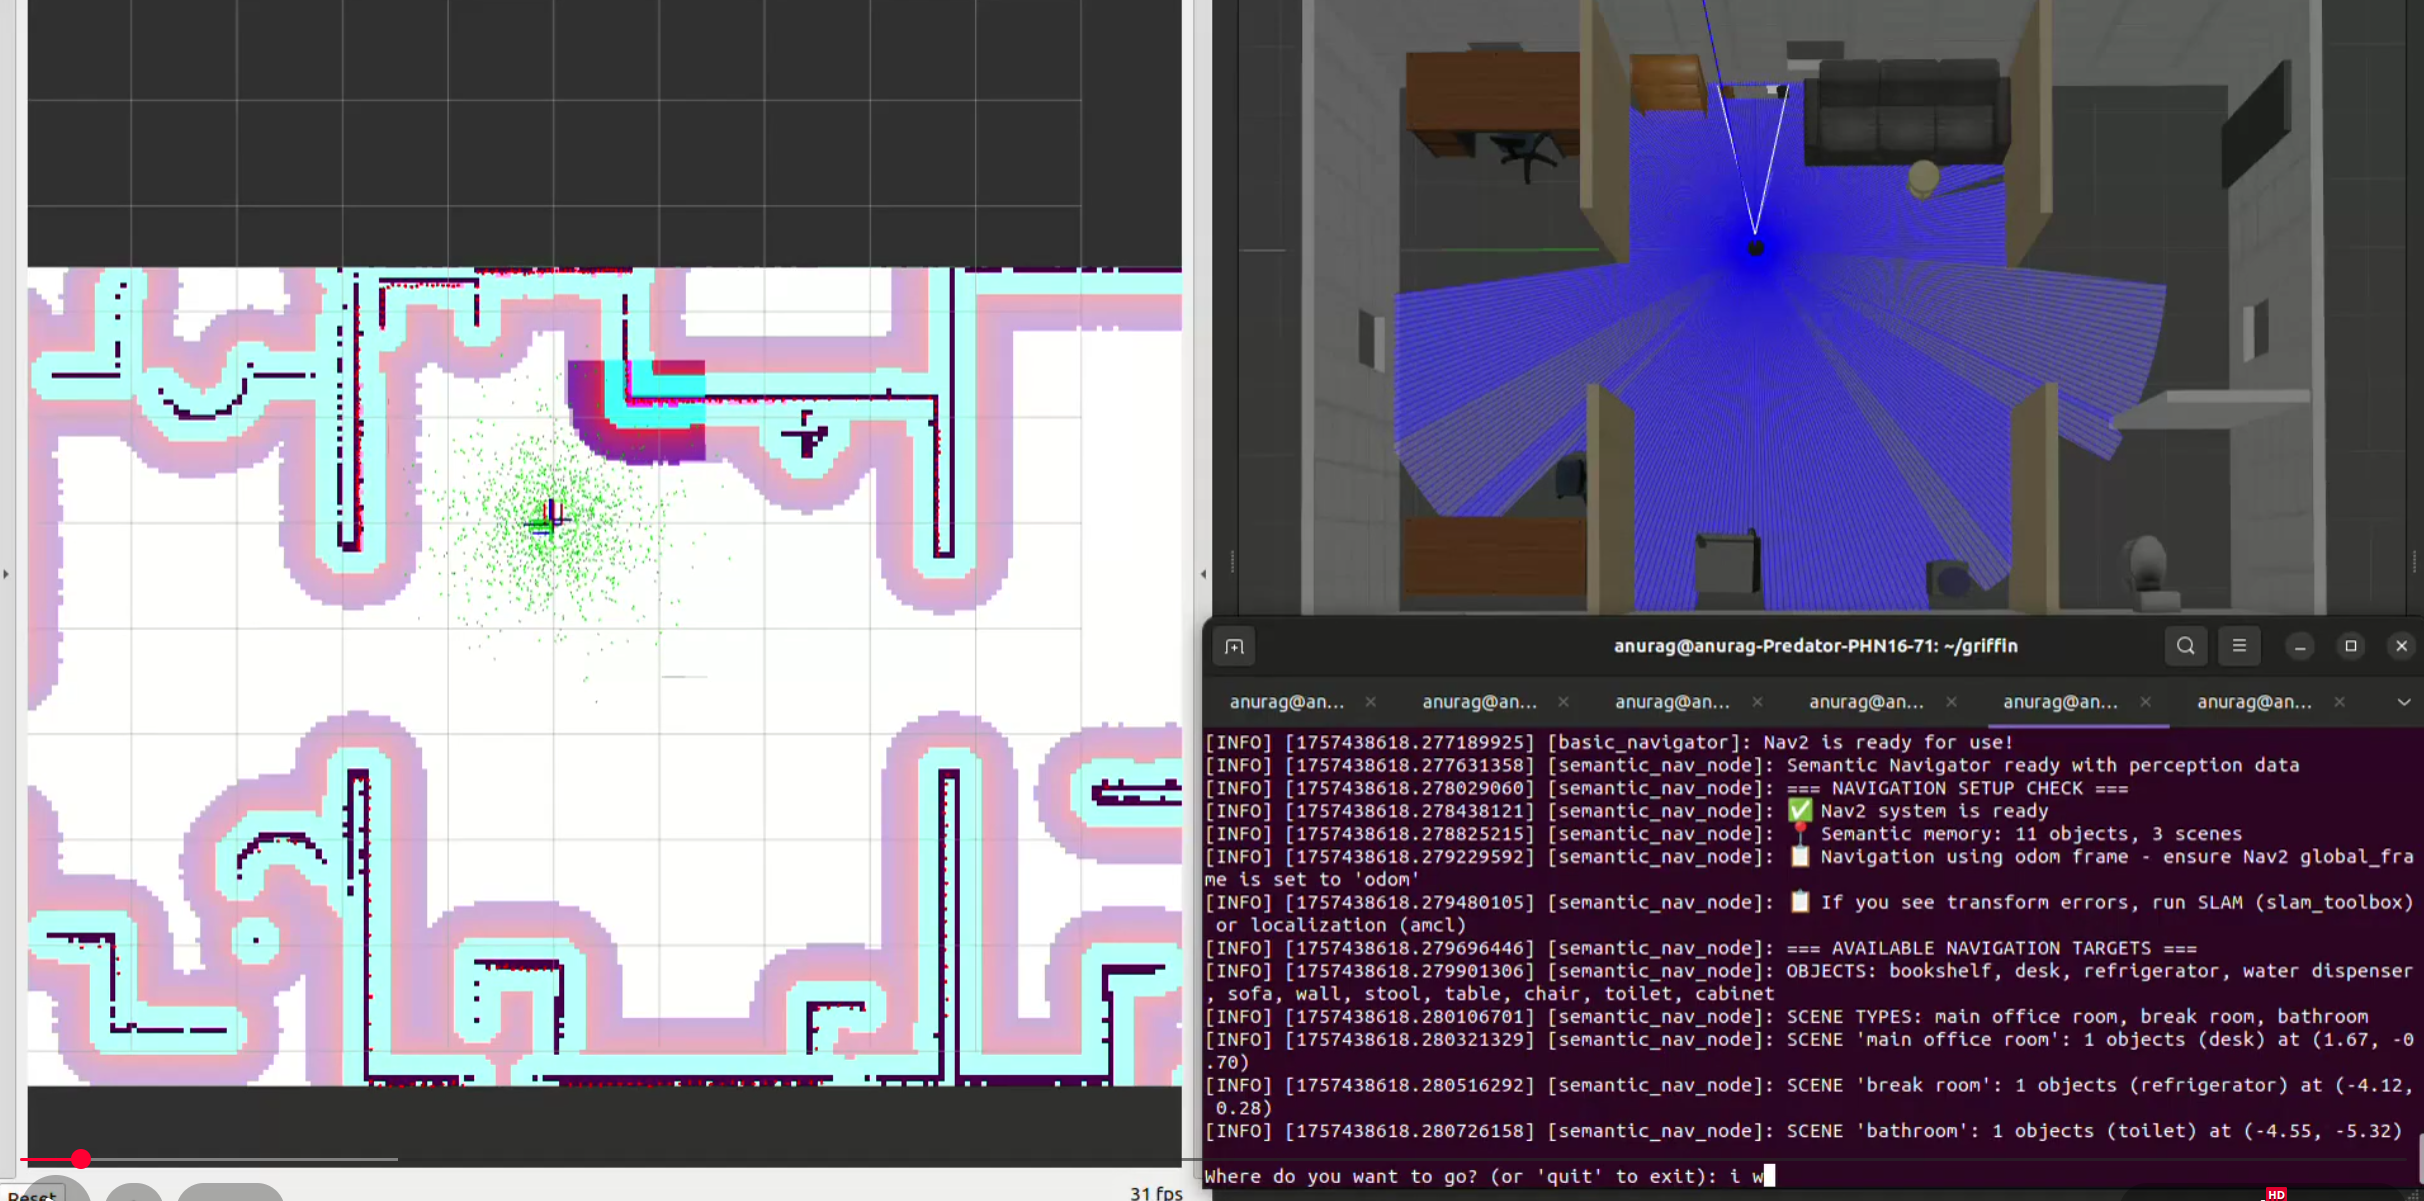 anurag@anurag-Predator-PHN16-71: ~/griffin
anurag@an... anurag@an... anurag@an... anurag@an... anurag@an... anurag@an...
[INFO] [1757438618.277189925] [basic_navigator]: Nav2 is ready for use!
[INFO] [1757438618.277631358] [semantic_nav_node]: Semantic Navigator ready with perception data
[INFO] [1757438618.278029060] [semantic_nav_node]: === NAVIGATION SETUP CHECK ===
[INFO] [1757438618.278438121] [semantic_nav_node]: ✅ Nav2 system is ready
[INFO] [1757438618.278825215] [semantic_nav_node]: 📍 Semantic memory: 11 objects, 3 scenes
[INFO] [1757438618.279229592] [semantic_nav_node]: 📋 Navigation using odom frame - ensure Nav2 global_fra
me is set to 'odom'
[INFO] [1757438618.279480105] [semantic_nav_node]: 📋 If you see transform errors, run SLAM (slam_toolbox)
or localization (amcl)
[INFO] [1757438618.279696446] [semantic_nav_node]: === AVAILABLE NAVIGATION TARGETS ===
[INFO] [1757438618.279901306] [semantic_nav_node]: OBJECTS: bookshelf, desk, refrigerator, water dispenser
, sofa, wall, stool, table, chair, toilet, cabinet
[INFO] [1757438618.280106701] [semantic_nav_node]: SCENE TYPES: main office room, break room, bathroom
[INFO] [1757438618.280321329] [semantic_nav_node]: SCENE 'main office room': 1 objects (desk) at (1.67, -0
.70)
[INFO] [1757438618.280516292] [semantic_nav_node]: SCENE 'break room': 1 objects (refrigerator) at (-4.12,
0.28)
[INFO] [1757438618.280726158] [semantic_nav_node]: SCENE 'bathroom': 1 objects (toilet) at (-4.55, -5.32)
Where do you want to go? (or 'quit' to exit): i w
Reset
31 fps
HD